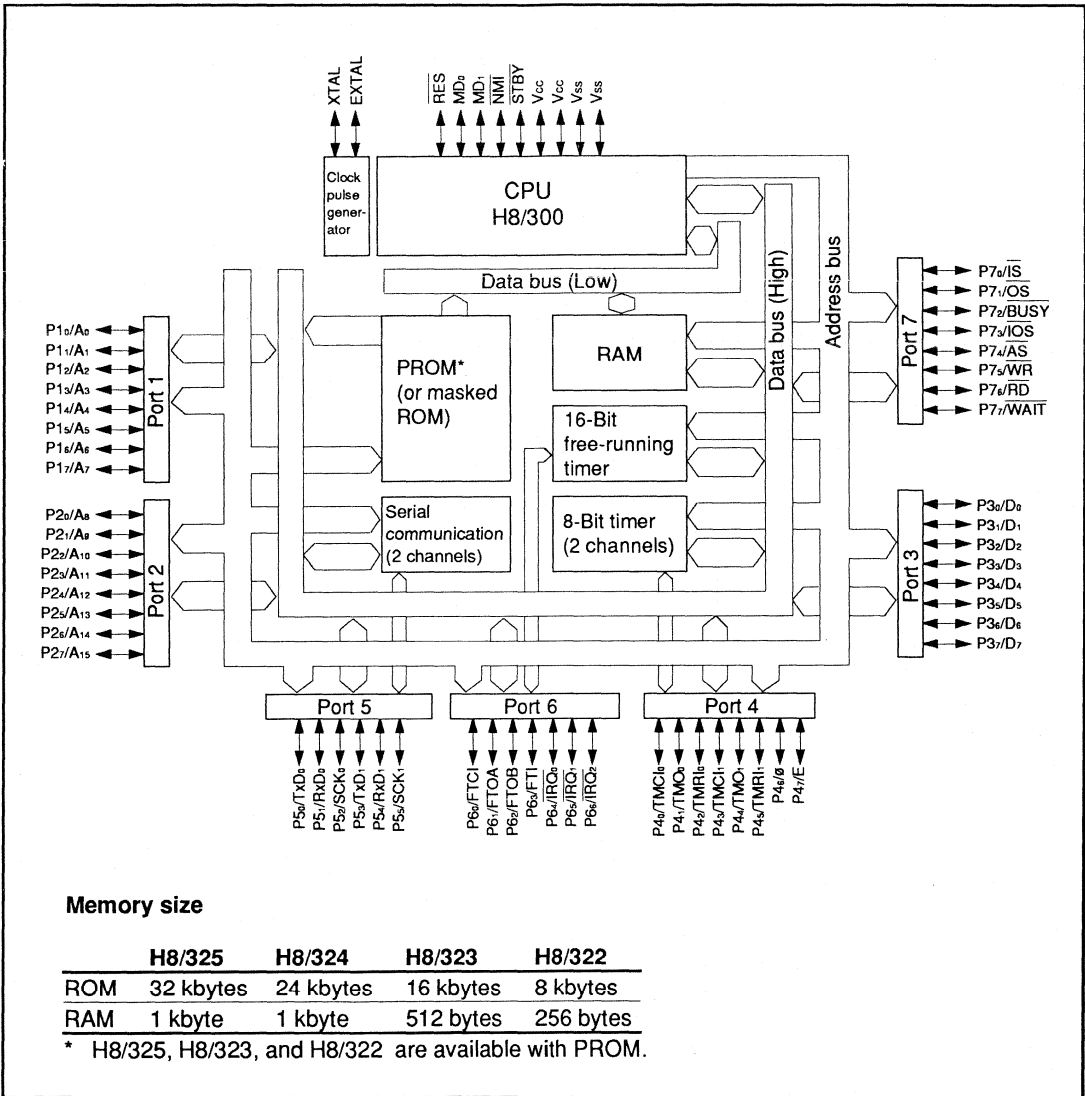 XTAL
EXTAL
RES
MD₀
MD₁
NMI
STBY
Vcc
Vcc
Vss
Vss
Clock
pulse
gener-
ator
CPU
H8/300
Data bus (Low)
Data bus (High)
Address bus
P1₀/A₀
P1₁/A₁
P1₂/A₂
P1₃/A₃
P1₄/A₄
P1₅/A₅
P1₆/A₆
P1₇/A₇
Port 1
PROM*
(or masked
ROM)
RAM
16-Bit
free-running
timer
Serial
communication
(2 channels)
8-Bit timer
(2 channels)
Port 7
P7₀/IS
P7₁/OS
P7₂/BUSY
P7₃/IOS
P7₄/AS
P7₅/WR
P7₆/RD
P7₇/WAIT
P2₀/A₈
P2₁/A₉
P2₂/A₁₀
P2₃/A₁₁
P2₄/A₁₂
P2₅/A₁₃
P2₆/A₁₄
P2₇/A₁₅
Port 2
Port 3
P3₀/D₀
P3₁/D₁
P3₂/D₂
P3₃/D₃
P3₄/D₄
P3₅/D₅
P3₆/D₆
P3₇/D₇
Port 5
Port 6
Port 4
P5₀/TxD₀
P5₁/RxD₀
P5₂/SCK₀
P5₃/TxD₁
P5₄/RxD₁
P5₅/SCK₁
P6₀/FTCI
P6₁/FTOA
P6₂/FTOB
P6₃/FTI
P6₄/IRQ₀
P6₅/IRQ₁
P6₆/IRQ₂
P4₀/TMCI₀
P4₁/TMO₀
P4₂/TMRI₀
P4₃/TMCI₁
P4₄/TMO₁
P4₅/TMRI₁
P4₆/ø
P4₇/E
Memory size
H8/325 H8/324 H8/323 H8/322
ROM 32 kbytes 24 kbytes 16 kbytes 8 kbytes
RAM 1 kbyte 1 kbyte 512 bytes 256 bytes
* H8/325, H8/323, and H8/322 are available with PROM.